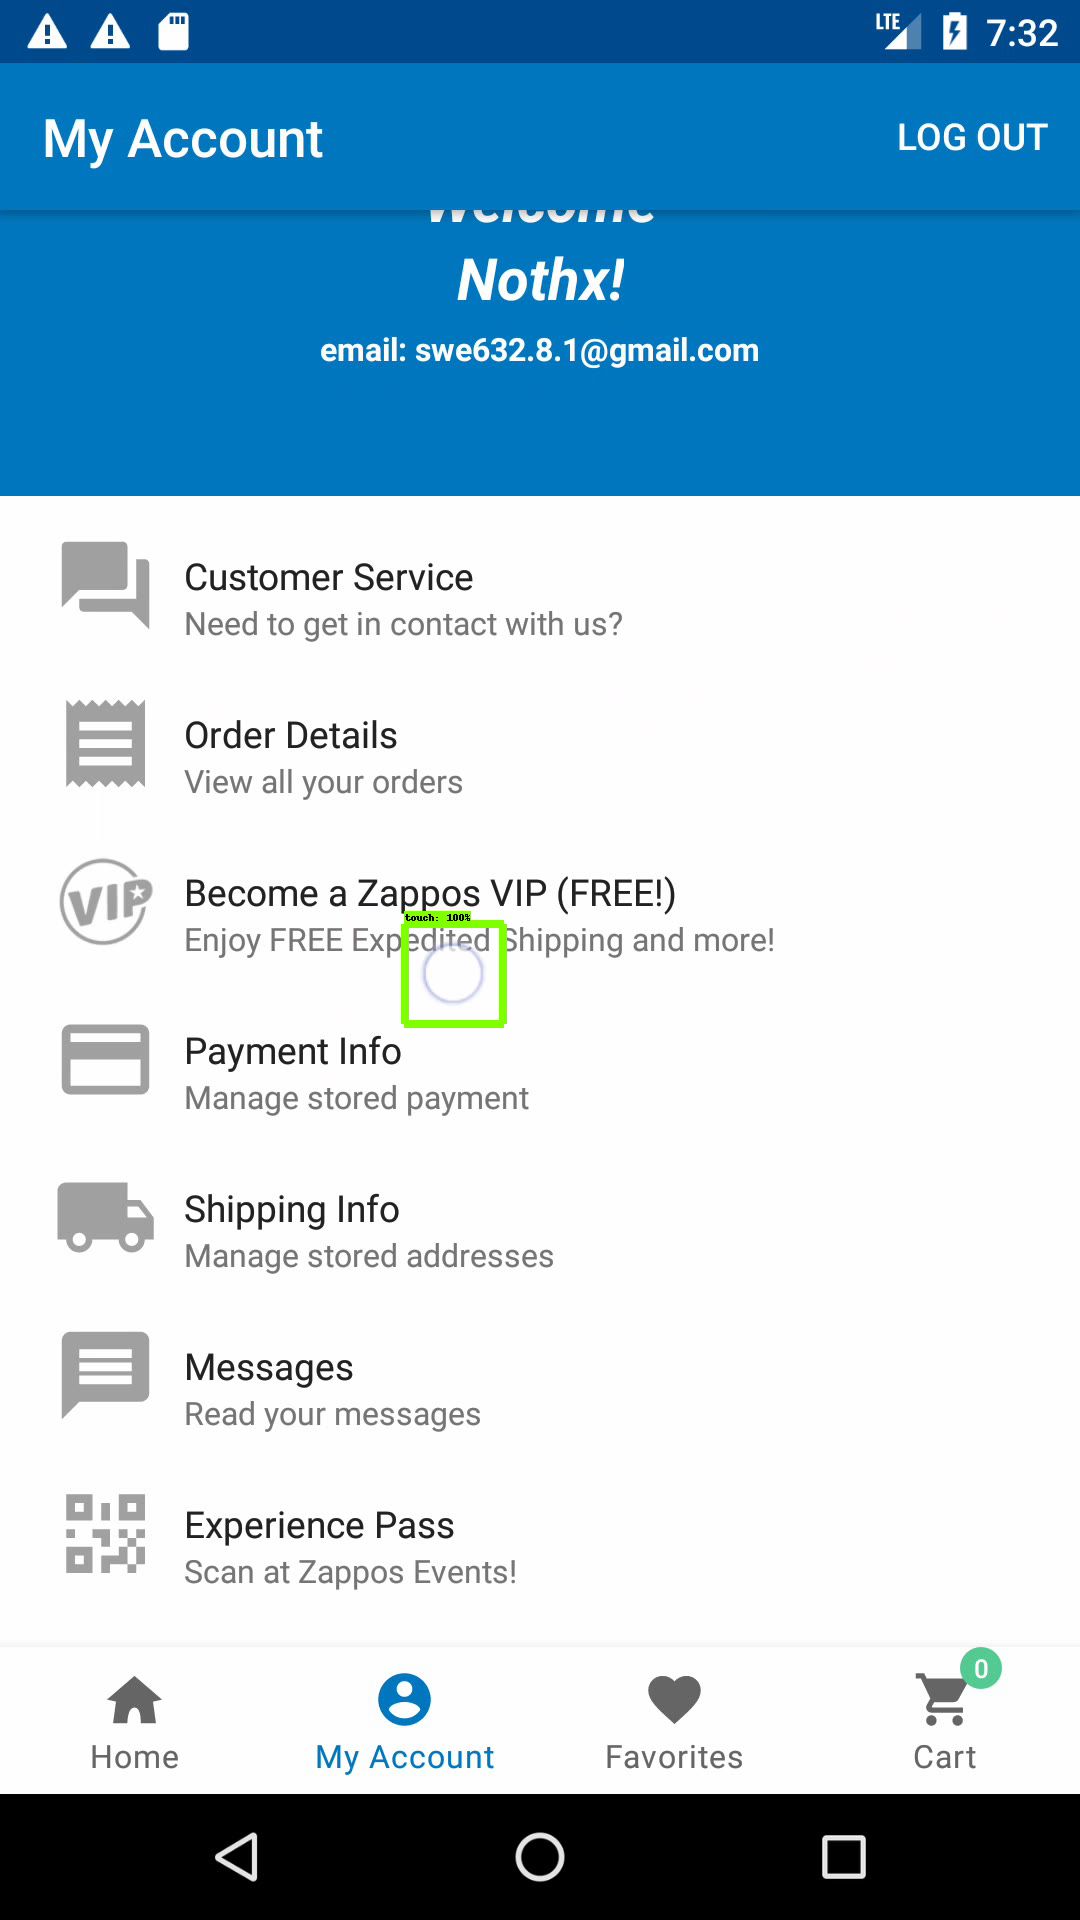 LTE 7:32
My Account LOG OUT
Welcome
Nothx!
email: swe632.8.1@gmail.com
Customer Service
Need to get in contact with us?
Order Details
View all your orders
VIP
Become a Zappos VIP (FREE!)
touch: 100%
Enjoy FREE Expedited Shipping and more!
Payment Info
Manage stored payment
Shipping Info
Manage stored addresses
Messages
Read your messages
Experience Pass
Scan at Zappos Events!
0
Home My Account Favorites Cart